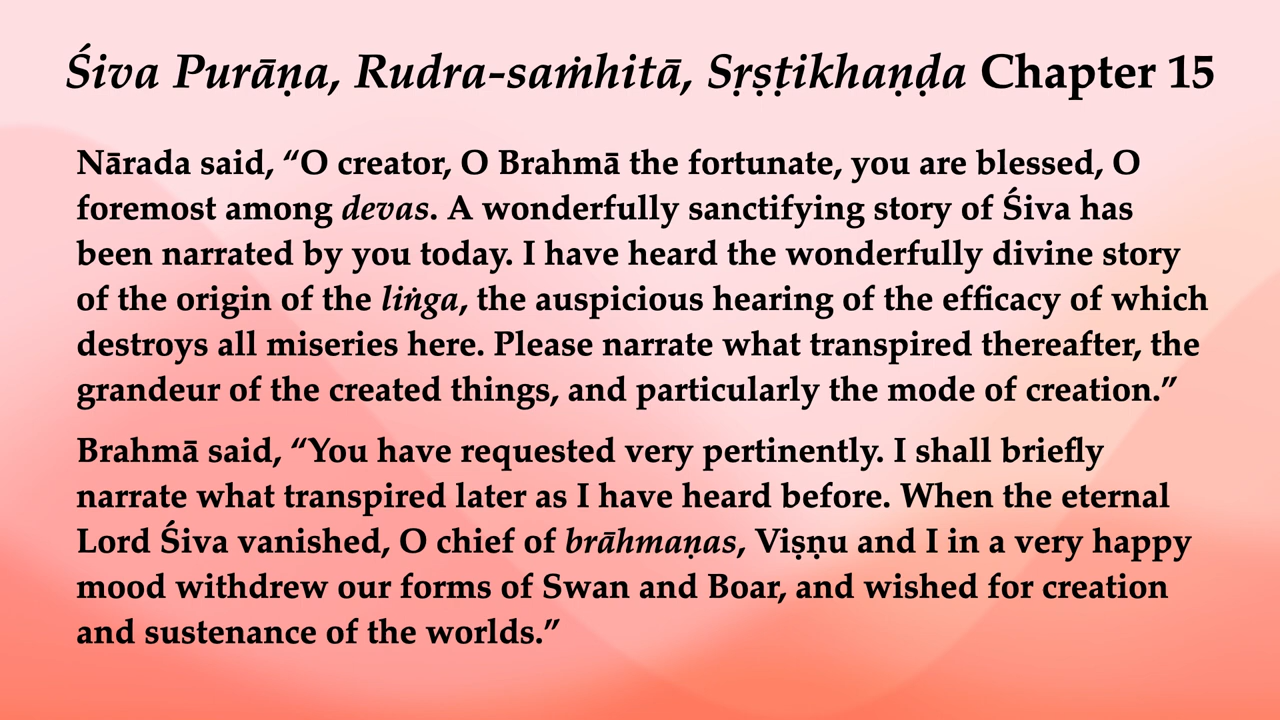 Śiva Purāṇa, Rudra-saṁhitā, Sṛṣṭikhaṇḍa Chapter 15
Nārada said, “O creator, O Brahmā the fortunate, you are blessed, O
foremost among devas. A wonderfully sanctifying story of Śiva has
been narrated by you today. I have heard the wonderfully divine story
of the origin of the liṅga, the auspicious hearing of the efficacy of which
destroys all miseries here. Please narrate what transpired thereafter, the
grandeur of the created things, and particularly the mode of creation.”
Brahmā said, “You have requested very pertinently. I shall briefly
narrate what transpired later as I have heard before. When the eternal
Lord Śiva vanished, O chief of brāhmaṇas, Viṣṇu and I in a very happy
mood withdrew our forms of Swan and Boar, and wished for creation
and sustenance of the worlds.”